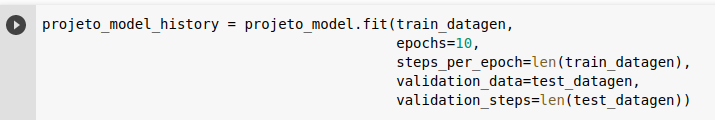 projeto_model_history = projeto_model.fit(train_datagen,
epochs=10,
steps_per_epoch=len(train_datagen),
validation_data=test_datagen,
validation_steps=len(test_datagen))